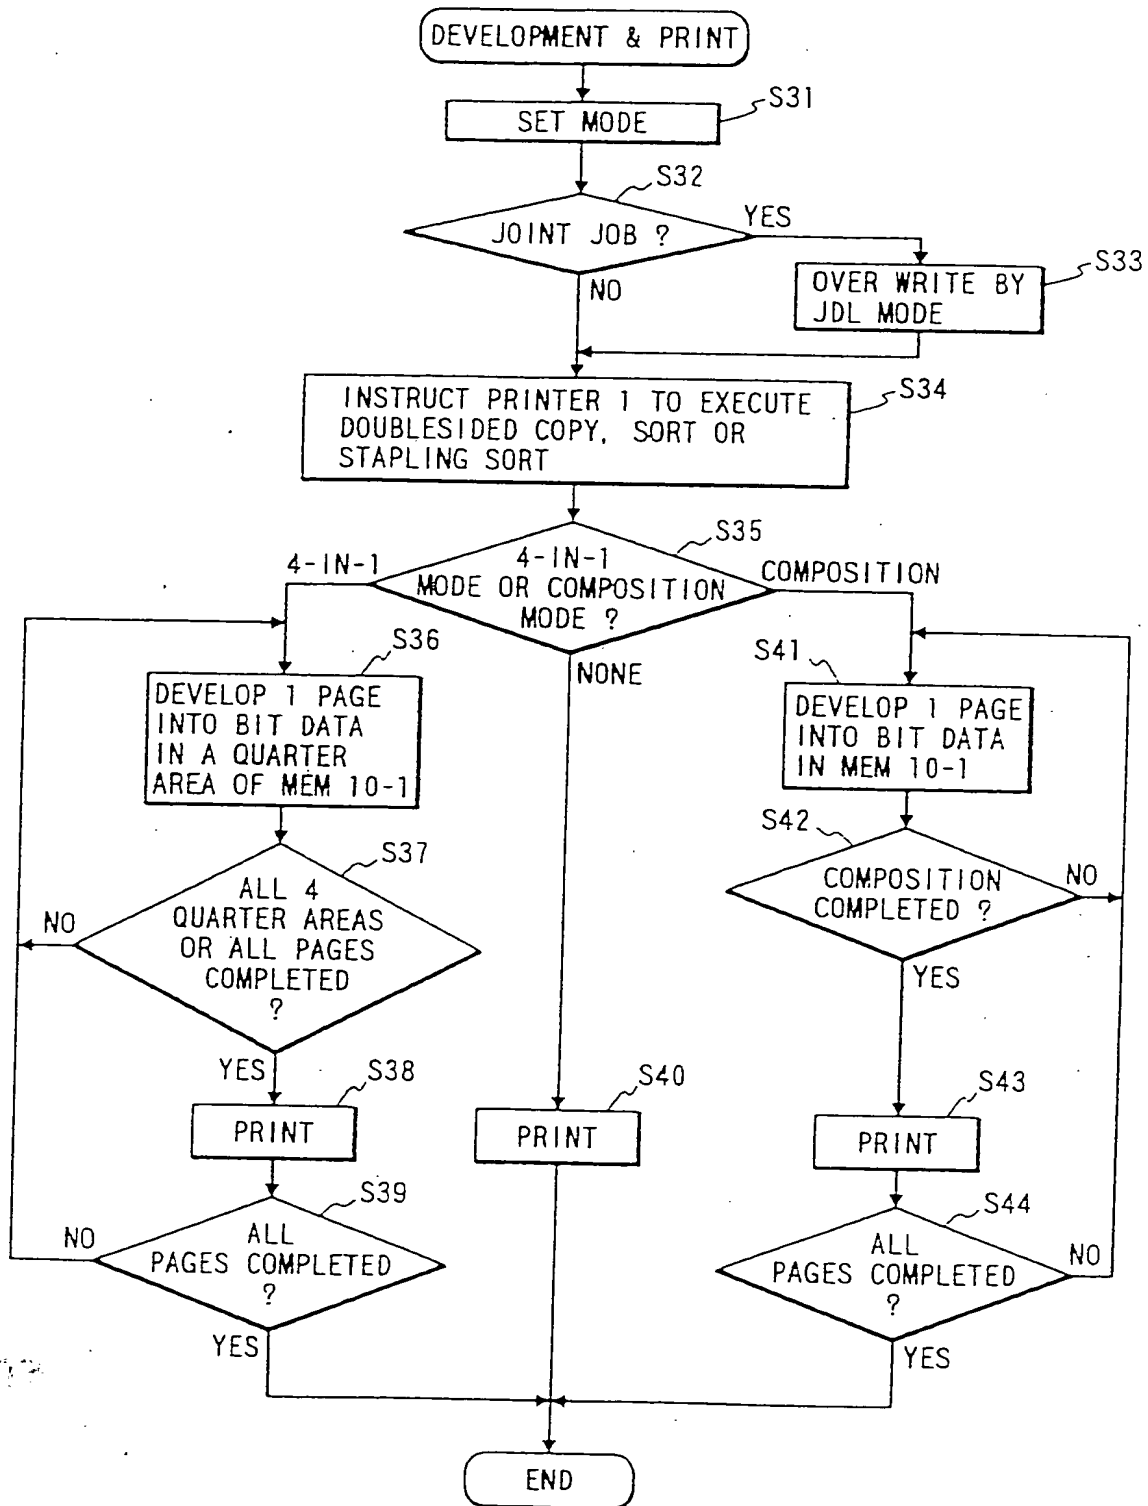 DEVELOPMENT & PRINT
S31
SET MODE
S32
JOINT JOB ?
YES
NO
S33
OVER WRITE BY
JDL MODE
S34
INSTRUCT PRINTER 1 TO EXECUTE
DOUBLESIDED COPY, SORT OR
STAPLING SORT
S35
4-IN-1
4-IN-1
MODE OR COMPOSITION
MODE ?
COMPOSITION
NONE
S36
DEVELOP 1 PAGE
INTO BIT DATA
IN A QUARTER
AREA OF MEM 10-1
S37
ALL 4
QUARTER AREAS
OR ALL PAGES
COMPLETED
?
NO
YES
S38
PRINT
S39
ALL
PAGES COMPLETED
?
NO
YES
S40
PRINT
S41
DEVELOP 1 PAGE
INTO BIT DATA
IN MEM 10-1
S42
COMPOSITION
COMPLETED ?
NO
YES
S43
PRINT
S44
ALL
PAGES COMPLETED
?
NO
YES
END